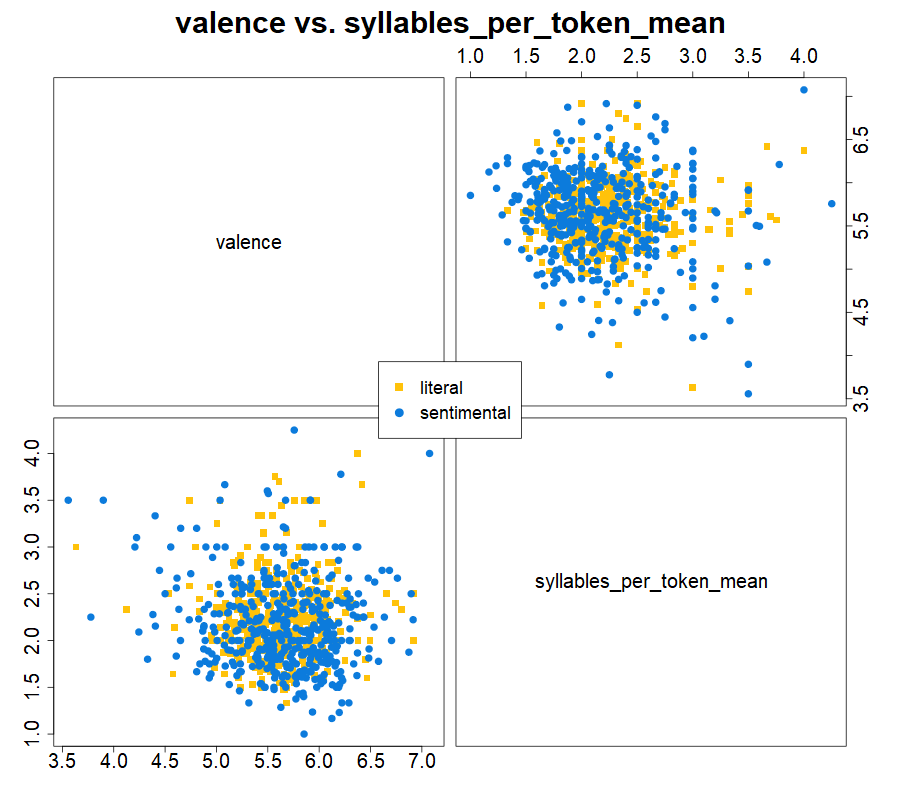 valence vs. syllables_per_token_mean
1.0 1.5 2.0 2.5 3.0 3.5 4.0
valence
6.5
5.5
4.5
3.5
literal
sentimental
4.0
3.5
3.0
2.5
2.0
1.5
1.0
syllables_per_token_mean
3.5 4.0 4.5 5.0 5.5 6.0 6.5 7.0